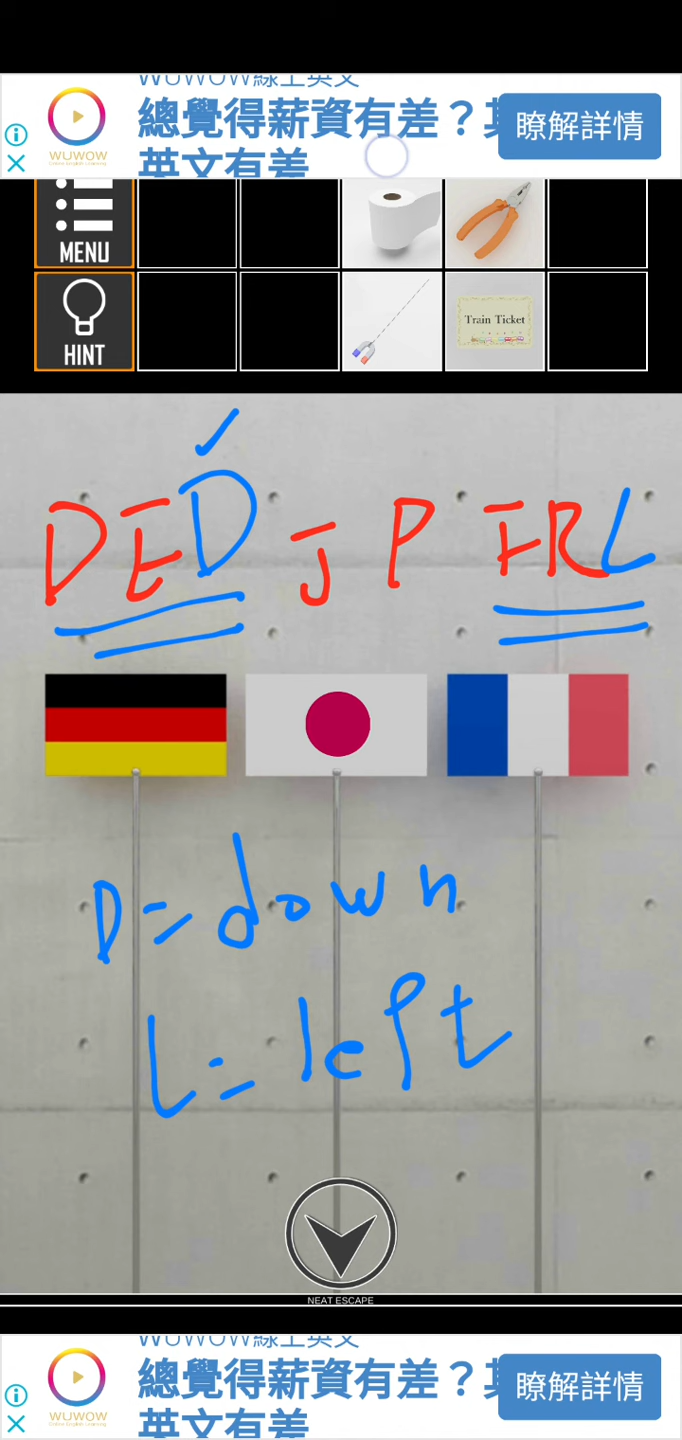 WUWOW線上英文
總覺得薪資有差？其
英文有差
瞭解詳情
WUWOW
MENU
HINT
Train Ticket
DED JP FRL
D=down
L=left
NEAT ESCAPE
WUWOW線上英文
總覺得薪資有差？其
英文有差
瞭解詳情
WUWOW